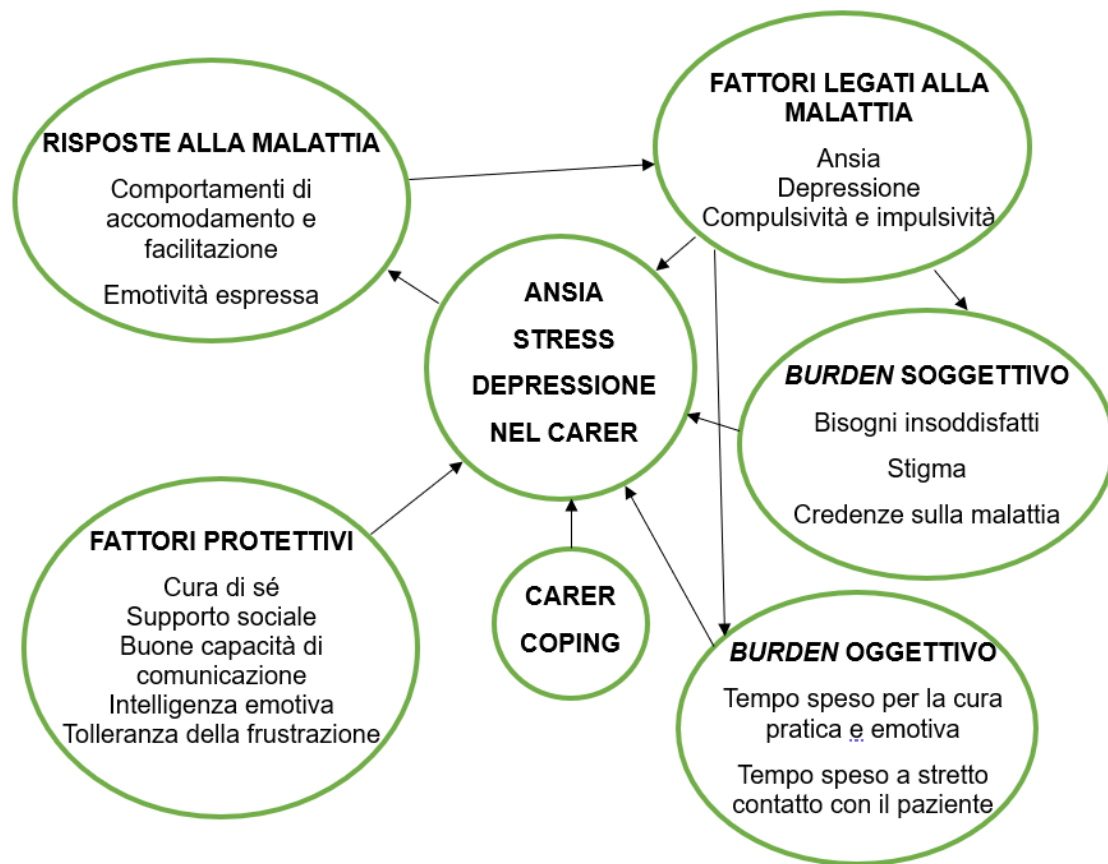 RISPOSTE ALLA MALATTIA
Comportamenti di
accomodamento e
facilitazione
Emotività espressa
FATTORI LEGATI ALLA
MALATTIA
Ansia
Depressione
Compulsività e impulsività
ANSIA
STRESS
DEPRESSIONE
NEL CARER
BURDEN SOGGETTIVO
Bisogni insoddisfatti
Stigma
Credenze sulla malattia
FATTORI PROTETTIVI
Cura di sé
Supporto sociale
Buone capacità di
comunicazione
Intelligenza emotiva
Tolleranza della frustrazione
CARER
COPING
BURDEN OGGETTIVO
Tempo speso per la cura
pratica e emotiva
Tempo speso a stretto
contatto con il paziente